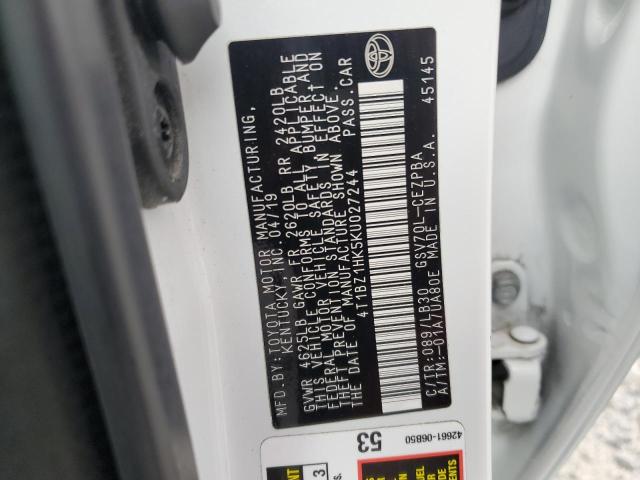 MFD.BY:TOYOTA MOTOR MANUFACTURING,
KENTUCKY,INC. 04/19
GVWR 4625LB GAWR FR 2620LB RR 2420LB
THIS VEHICLE CONFORMS TO ALL APPLICABLE
FEDERAL MOTOR VEHICLE SAFETY, BUMPER,AND
THEFT PREVENTION STANDARDS IN EFFECT ON
THE DATE OF MANUFACTURE SHOWN ABOVE.
4T1BZ1HK5KU027244 PASS.CAR
C/TR:089/LB30 GSV70L-CEZPBA
A/TM:-01A/UA80E MADE IN U.S.A. 45145
53
42661-06B50